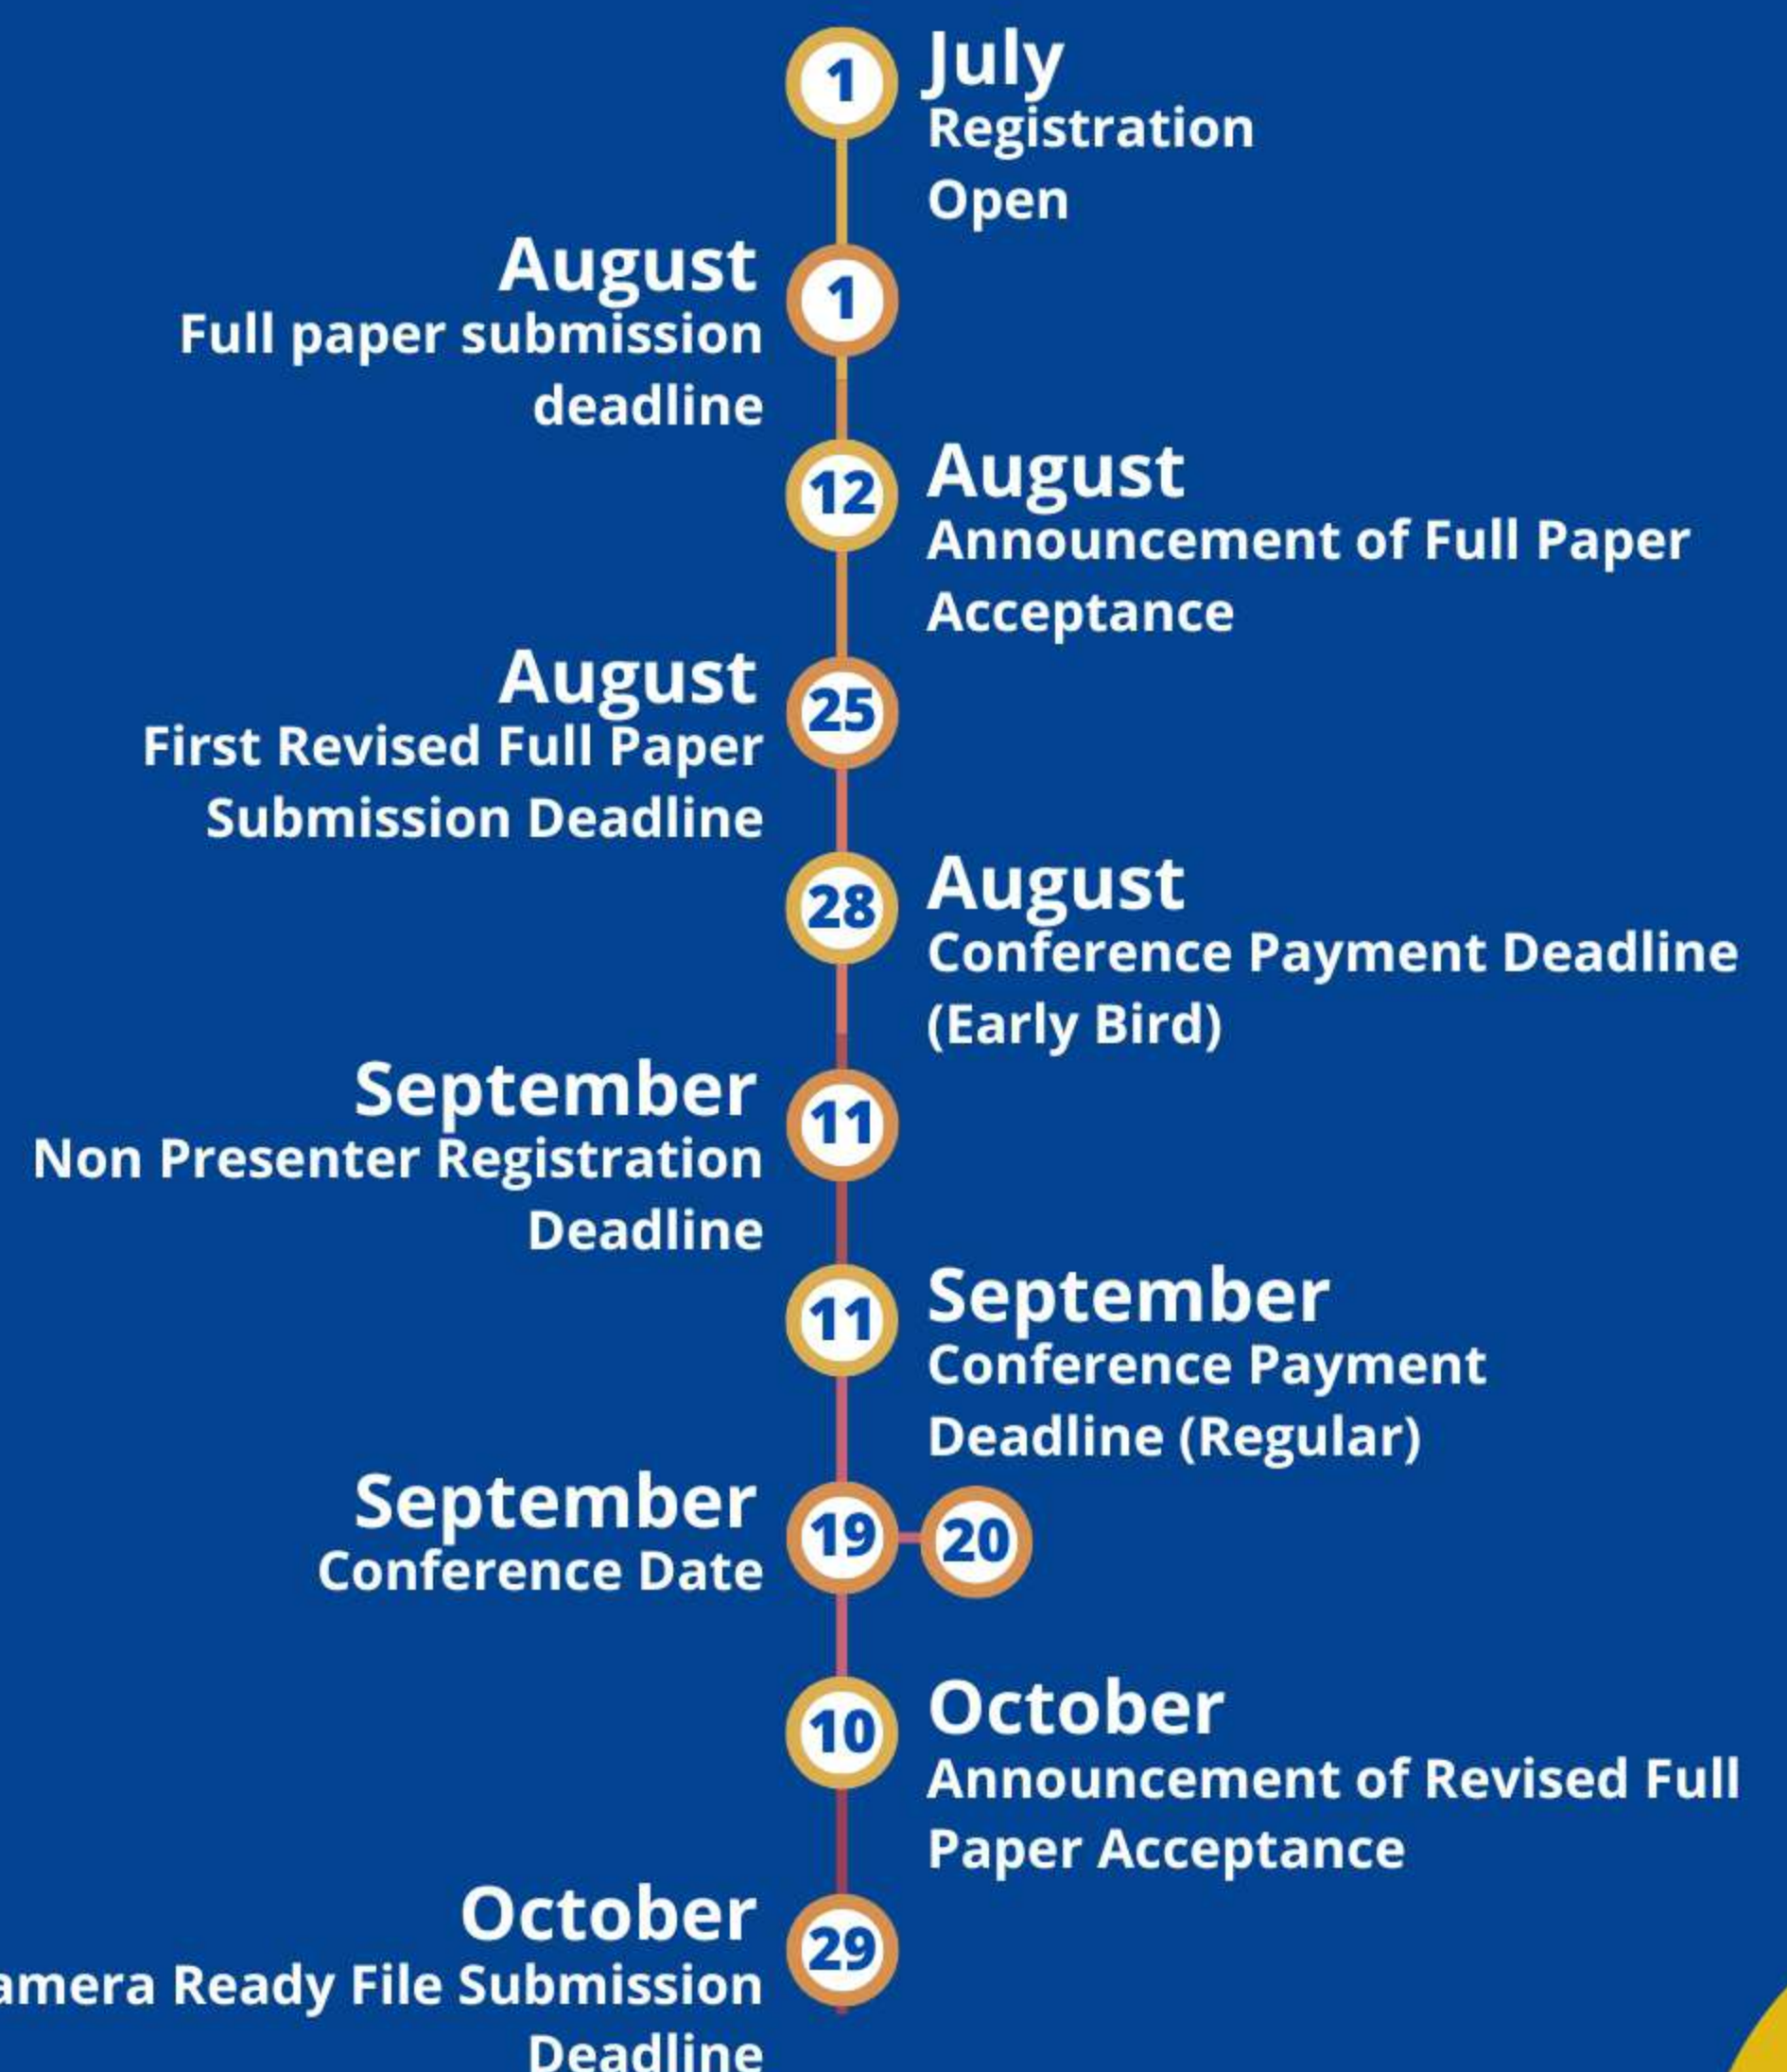 1
July
Registration
Open
August
1
Full paper submission
deadline
12
August
Announcement of Full Paper
Acceptance
August
25
First Revised Full Paper
Submission Deadline
28
August
Conference Payment Deadline
(Early Bird)
September
11
Non Presenter Registration
Deadline
11
September
Conference Payment
Deadline (Regular)
September
19 20
Conference Date
10
October
Announcement of Revised Full
Paper Acceptance
October
29
amera Ready File Submission
Deadline